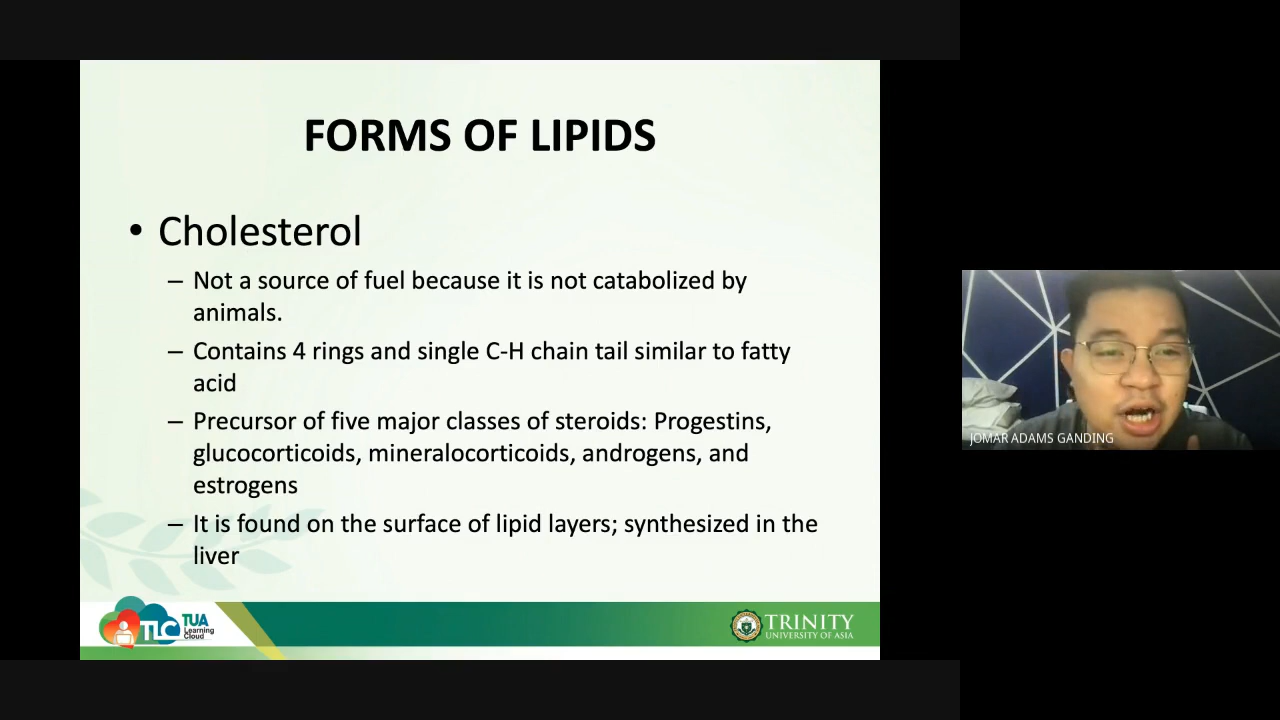 FORMS OF LIPIDS
• Cholesterol
– Not a source of fuel because it is not catabolized by
animals.
– Contains 4 rings and single C-H chain tail similar to fatty
acid
– Precursor of five major classes of steroids: Progestins,
glucocorticoids, mineralocorticoids, androgens, and
estrogens
– It is found on the surface of lipid layers; synthesized in the
liver
TLC
TUA
Learning
Cloud
TRINITY
UNIVERSITY OF ASIA
JOMAR ADAMS GANDING